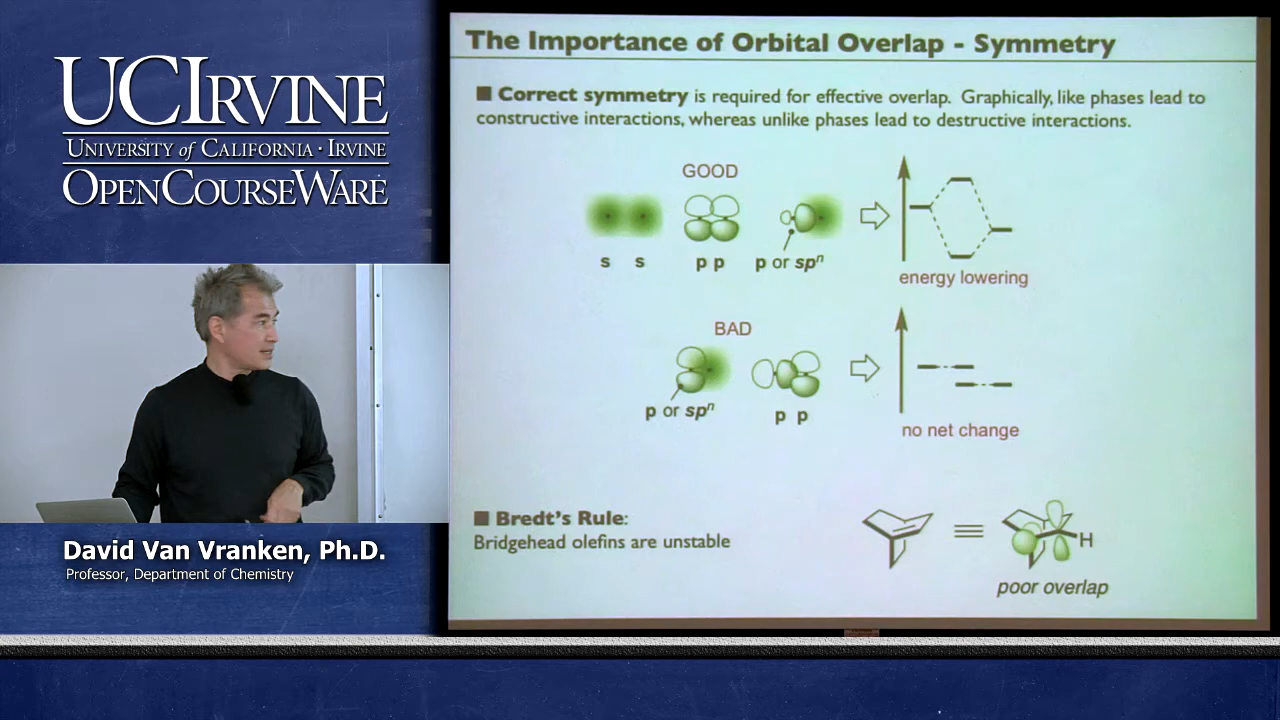 UCIRVINE
UNIVERSITY of CALIFORNIA · IRVINE
OPENCOURSEWARE
David Van Vranken, Ph.D.
Professor, Department of Chemistry
The Importance of Orbital Overlap - Symmetry
■ Correct symmetry is required for effective overlap. Graphically, like phases lead to
constructive interactions, whereas unlike phases lead to destructive interactions.
GOOD
s s p p p or spⁿ
energy lowering
BAD
p or spⁿ p p
no net change
■ Bredt's Rule:
Bridgehead olefins are unstable
H
poor overlap